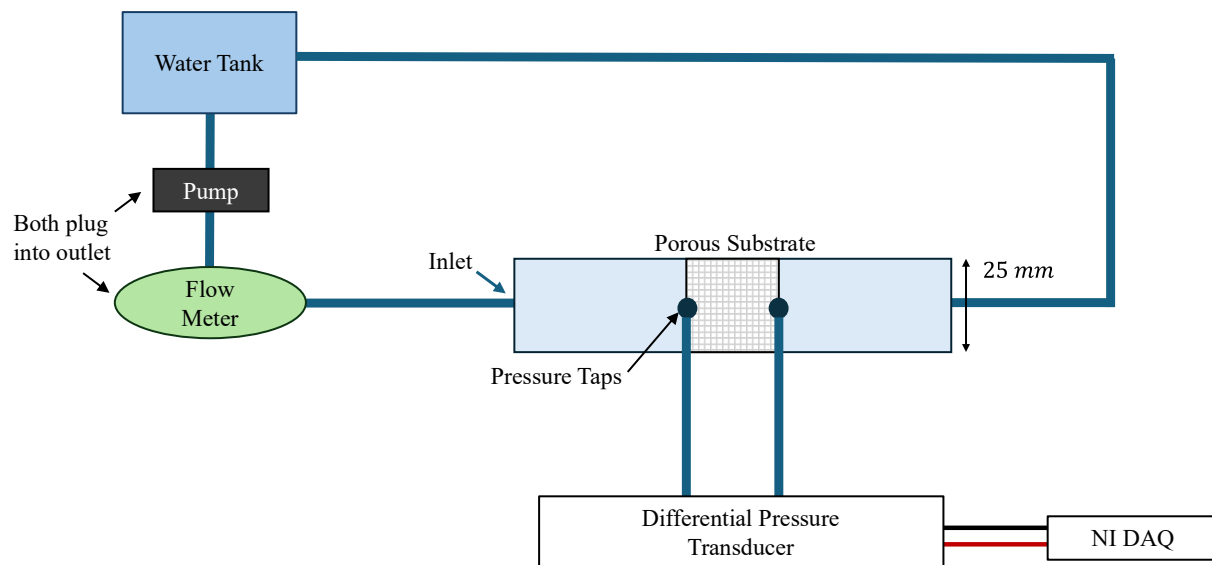 Water Tank
Pump
Both plug
into outlet
Flow
Meter
Inlet
Porous Substrate
25 mm
Pressure Taps
Differential Pressure
Transducer
NI DAQ